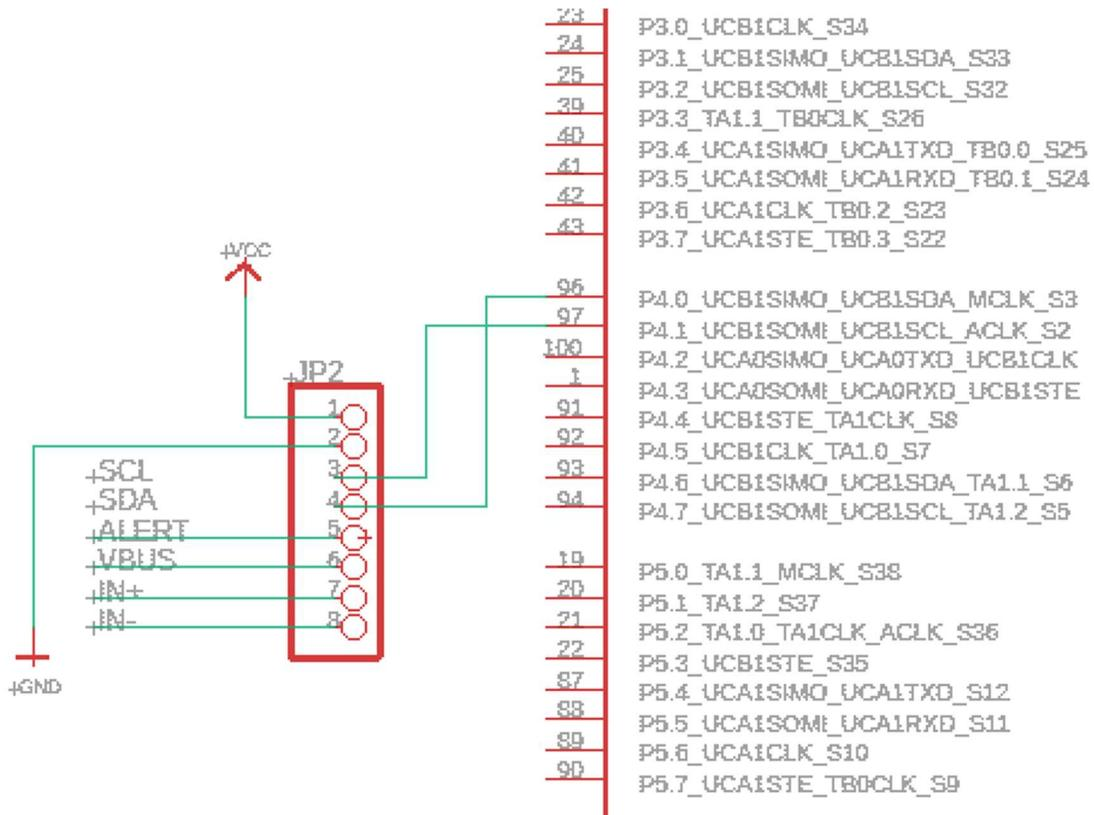 23 P3.0_UCB1CLK_S34
24 P3.1_UCB1SIMO_UCB1SDA_S33
25 P3.2_UCB1SOMI_UCB1SCL_S32
39 P3.3_TA1.1_TB0CLK_S26
40 P3.4_UCA1SIMO_UCA1TXD_TB0.0_S25
41 P3.5_UCA1SOMI_UCA1RXD_TB0.1_S24
42 P3.6_UCA1CLK_TB0.2_S23
43 P3.7_UCA1STE_TB0.3_S22
+VCC
96 P4.0_UCB1SIMO_UCB1SDA_MCLK_S3
97 P4.1_UCB1SOMI_UCB1SCL_ACLK_S2
100 P4.2_UCA0SIMO_UCA0TXD_UCB1CLK
JP2
1 P4.3_UCA0SOMI_UCA0RXD_UCB1STE
1 91 P4.4_UCB1STE_TA1CLK_S8
2 92 P4.5_UCB1CLK_TA1.0_S7
SCL 3 93 P4.6_UCB1SIMO_UCB1SDA_TA1.1_S6
SDA 4 94 P4.7_UCB1SOMI_UCB1SCL_TA1.2_S5
ALERT 5
VBUS 6 19 P5.0_TA1.1_MCLK_S38
IN+ 7 20 P5.1_TA1.2_S37
IN- 8 21 P5.2_TA1.0_TA1CLK_ACLK_S36
22 P5.3_UCB1STE_S35
+GND 87 P5.4_UCA1SIMO_UCA1TXD_S12
88 P5.5_UCA1SOMI_UCA1RXD_S11
89 P5.6_UCA1CLK_S10
90 P5.7_UCA1STE_TB0CLK_S9